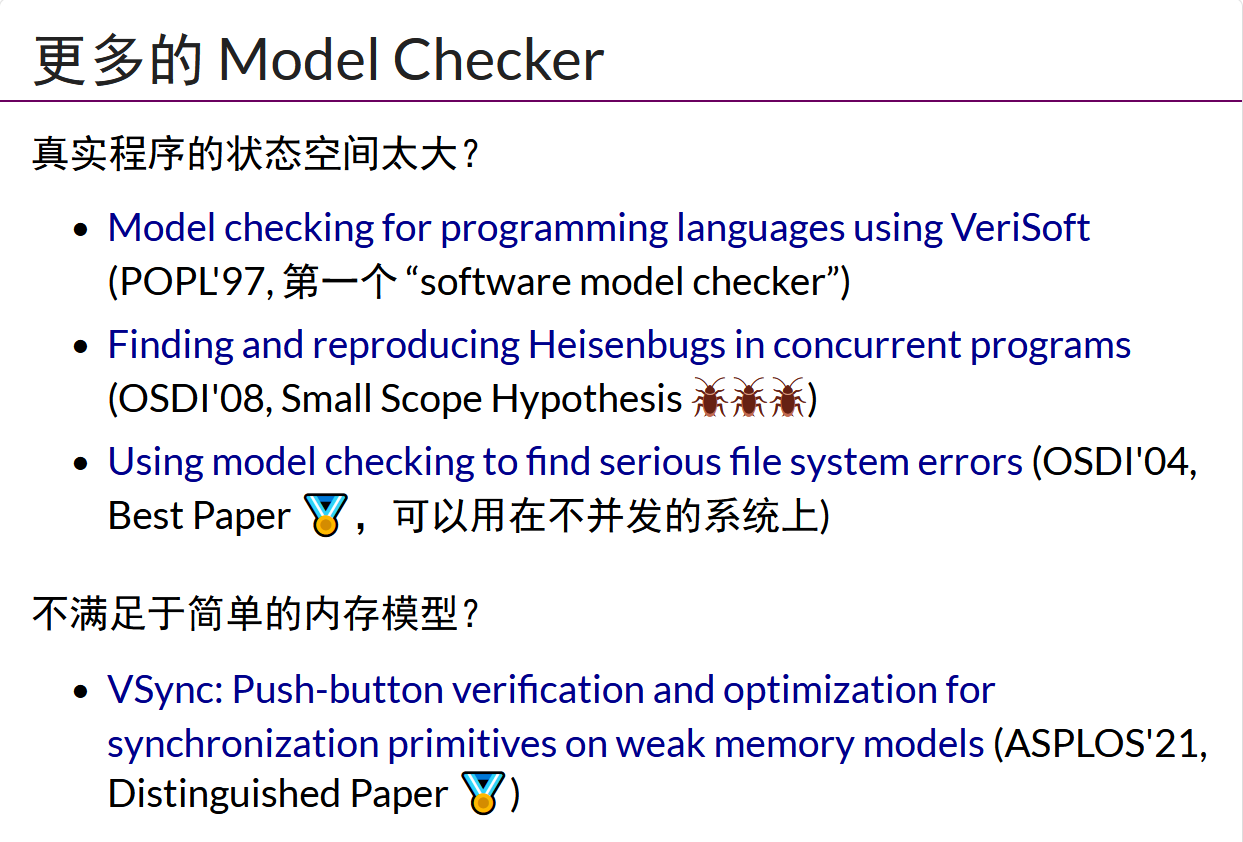 更多的 Model Checker
真实程序的状态空间太大？
• Model checking for programming languages using VeriSoft
(POPL'97, 第一个 “software model checker”)
• Finding and reproducing Heisenbugs in concurrent programs
(OSDI'08, Small Scope Hypothesis 🪳🪳🪳)
• Using model checking to find serious file system errors (OSDI'04,
Best Paper 🏅，可以用在不并发的系统上)
不满足于简单的内存模型？
• VSync: Push-button verification and optimization for
synchronization primitives on weak memory models (ASPLOS'21,
Distinguished Paper 🏅)